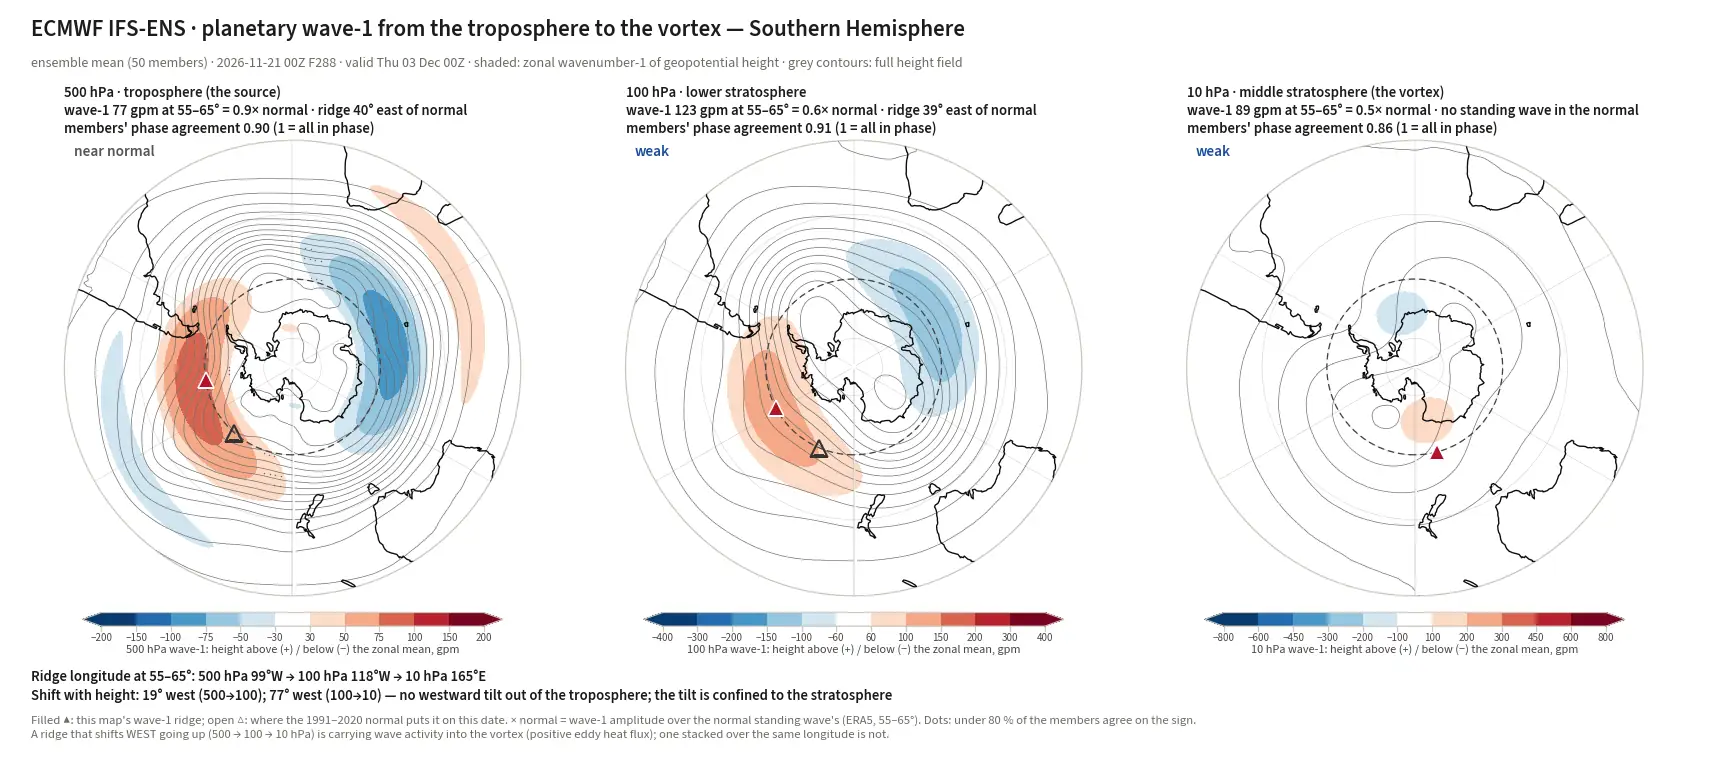 ECMWF IFS-ENS · planetary wave-1 from the troposphere to the vortex — Southern Hemisphere
ensemble mean (50 members) · 2026-11-21 00Z F288 · valid Thu 03 Dec 00Z · shaded: zonal wavenumber-1 of geopotential height · grey contours: full height field
500 hPa · troposphere (the source)
wave-1 77 gpm at 55–65° = 0.9× normal · ridge 40° east of normal
members' phase agreement 0.90 (1 = all in phase)
near normal
100 hPa · lower stratosphere
wave-1 123 gpm at 55–65° = 0.6× normal · ridge 39° east of normal
members' phase agreement 0.91 (1 = all in phase)
weak
10 hPa · middle stratosphere (the vortex)
wave-1 89 gpm at 55–65° = 0.5× normal · no standing wave in the normal
members' phase agreement 0.86 (1 = all in phase)
weak
−200 −150 −100 −75 −50 −30 30 50 75 100 150 200
500 hPa wave-1: height above (+) / below (−) the zonal mean, gpm
−400 −300 −200 −150 −100 −60 60 100 150 200 300 400
100 hPa wave-1: height above (+) / below (−) the zonal mean, gpm
−800 −600 −450 −300 −200 −100 100 200 300 450 600 800
10 hPa wave-1: height above (+) / below (−) the zonal mean, gpm
Ridge longitude at 55–65°: 500 hPa 99°W → 100 hPa 118°W → 10 hPa 165°E
Shift with height: 19° west (500→100); 77° west (100→10) — no westward tilt out of the troposphere; the tilt is confined to the stratosphere
Filled ▲: this map's wave-1 ridge; open △: where the 1991–2020 normal puts it on this date. × normal = wave-1 amplitude over the normal standing wave's (ERA5, 55–65°). Dots: under 80 % of the members agree on the sign.
A ridge that shifts WEST going up (500 → 100 → 10 hPa) is carrying wave activity into the vortex (positive eddy heat flux); one stacked over the same longitude is not.